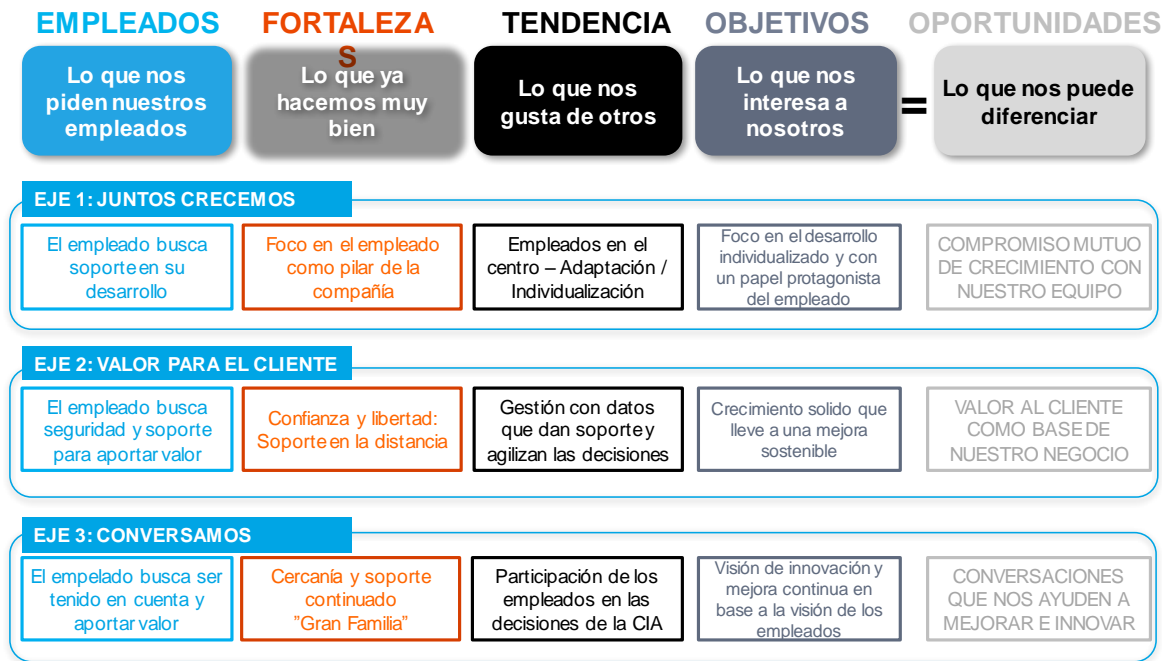 EMPLEADOS
FORTALEZA
S
TENDENCIA
OBJETIVOS
OPORTUNIDADES
Lo que nos
piden nuestros
empleados
Lo que ya
hacemos muy
bien
Lo que nos
gusta de otros
Lo que nos
interesa a
nosotros
=
Lo que nos puede
diferenciar
EJE 1: JUNTOS CRECEMOS
El empleado busca
soporte en su
desarrollo
Foco en el empleado
como pilar de la
compañía
Empleados en el
centro – Adaptación /
Individualización
Foco en el desarrollo
individualizado y con
un papel protagonista
del empleado
COMPROMISO MUTUO
DE CRECIMIENTO CON
NUESTRO EQUIPO
EJE 2: VALOR PARA EL CLIENTE
El empleado busca
seguridad y soporte
para aportar valor
Confianza y libertad:
Soporte en la distancia
Gestión con datos
que dan soporte y
agilizan las decisiones
Crecimiento solido que
lleve a una mejora
sostenible
VALOR AL CLIENTE
COMO BASE DE
NUESTRO NEGOCIO
EJE 3: CONVERSAMOS
El empelado busca ser
tenido en cuenta y
aportar valor
Cercanía y soporte
continuado
”Gran Familia”
Participación de los
empleados en las
decisiones de la CIA
Visión de innovación y
mejora continua en
base a la visión de los
empleados
CONVERSACIONES
QUE NOS AYUDEN A
MEJORAR E INNOVAR